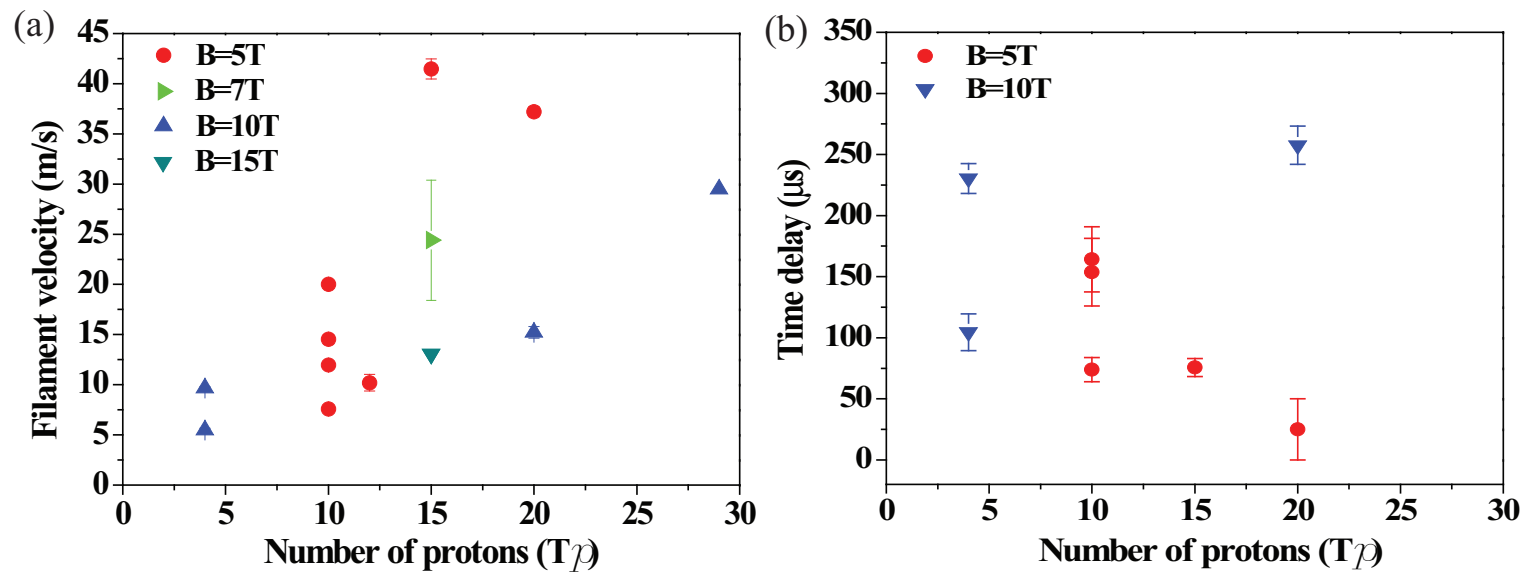 (a)
45
40
35
30
25
20
15
10
5
0
Filament velocity (m/s)
B=5T
B=7T
B=10T
B=15T
0 5 10 15 20 25 30
Number of protons (Tp)
(b)
350
300
250
200
150
100
50
0
Time delay (μs)
B=5T
B=10T
0 5 10 15 20 25 30
Number of protons (Tp)